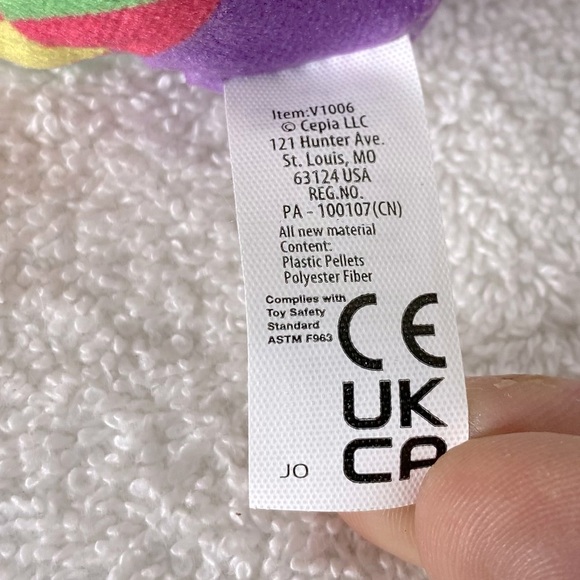 Item:V1006
© Cepia LLC
121 Hunter Ave.
St. Louis, MO
63124 USA
REG.NO.
PA - 100107(CN)
All new material
Content:
Plastic Pellets
Polyester Fiber
Complies with
Toy Safety
Standard
ASTM F963
CE
UK
CA
JO